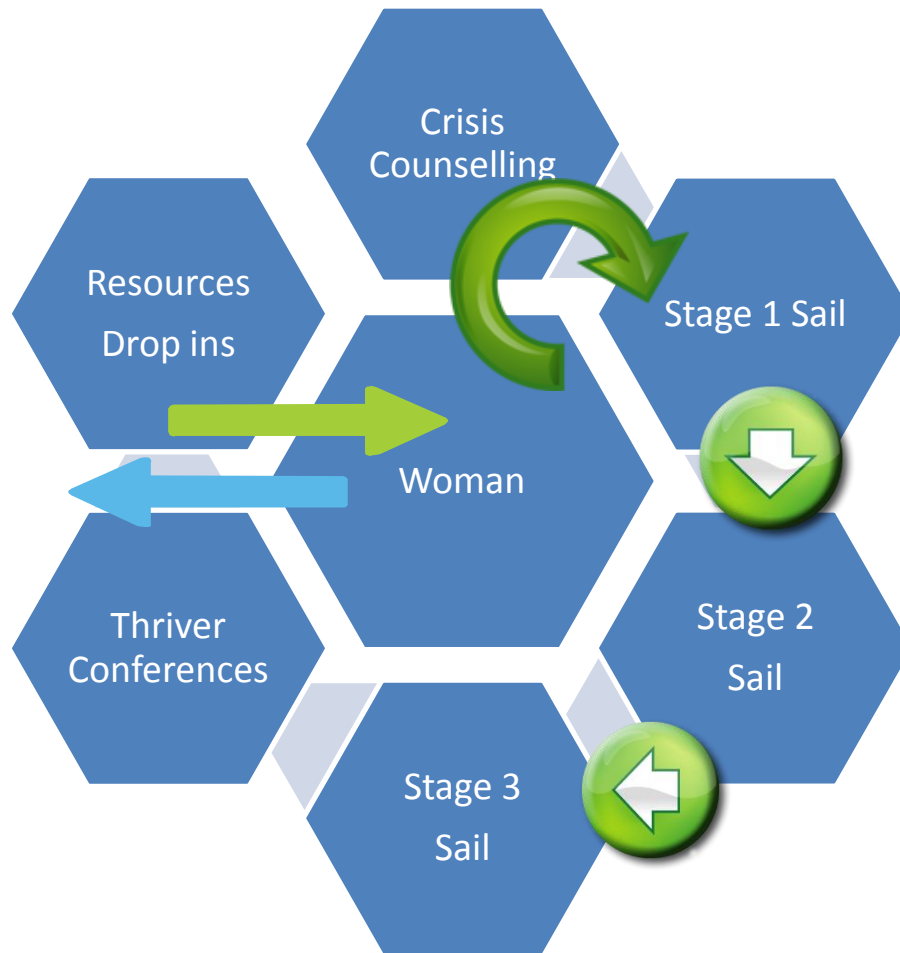 Crisis
Counselling
Resources
Drop ins
Stage 1 Sail
Woman
Thriver
Conferences
Stage 2
Sail
Stage 3
Sail